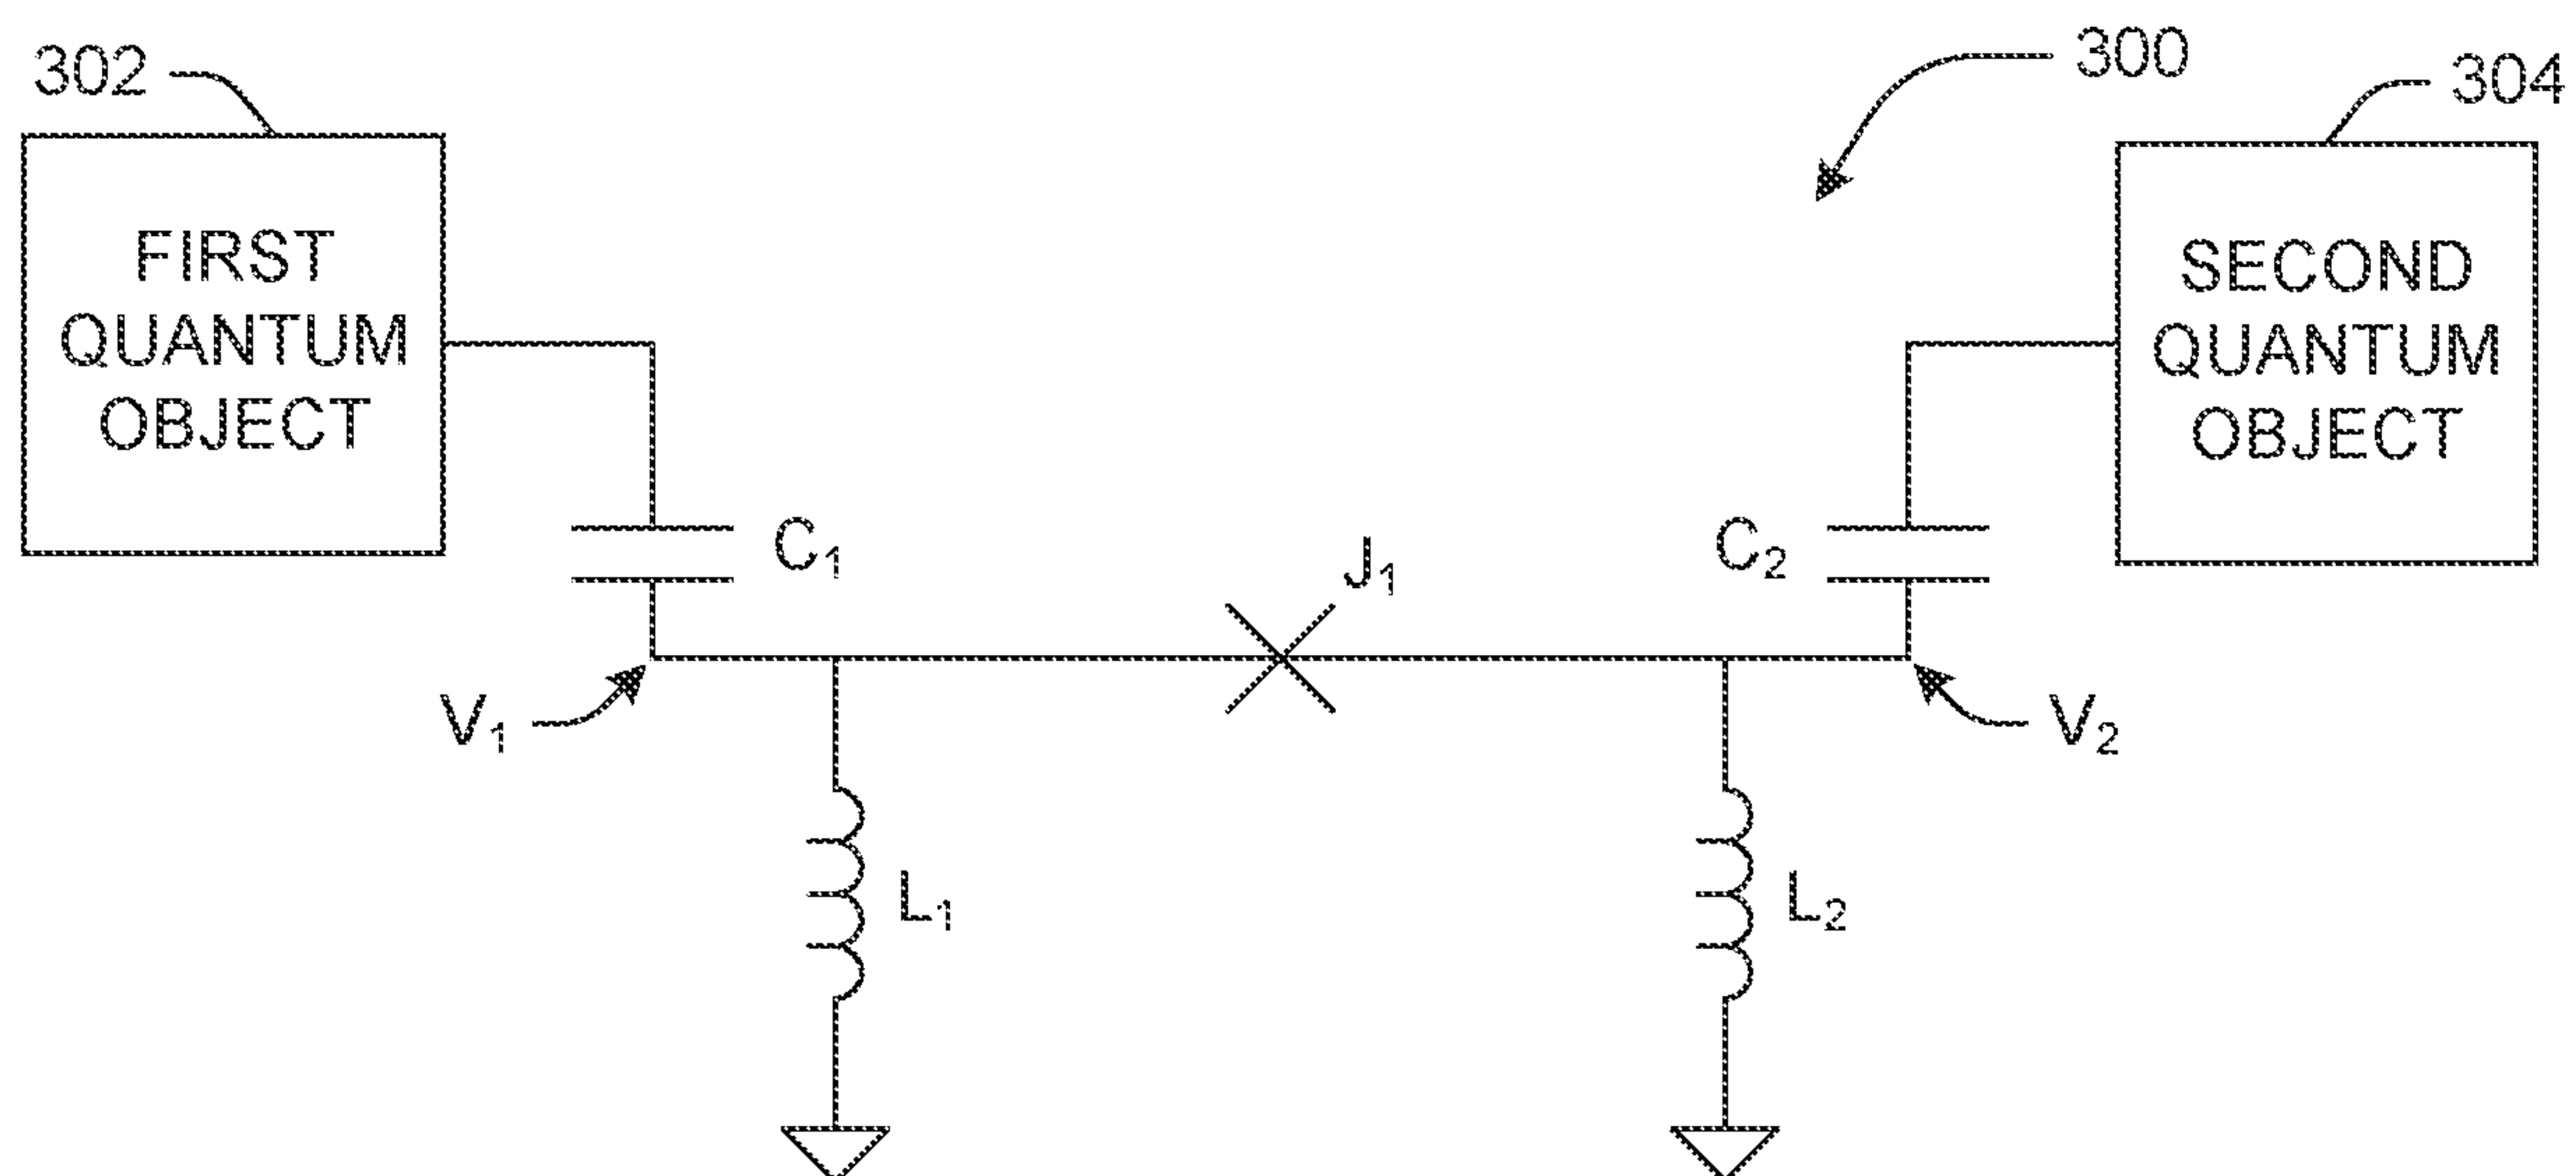 302
300
304
FIRST
QUANTUM
OBJECT
SECOND
QUANTUM
OBJECT
C₁
J₁
C₂
V₁
V₂
L₁
L₂